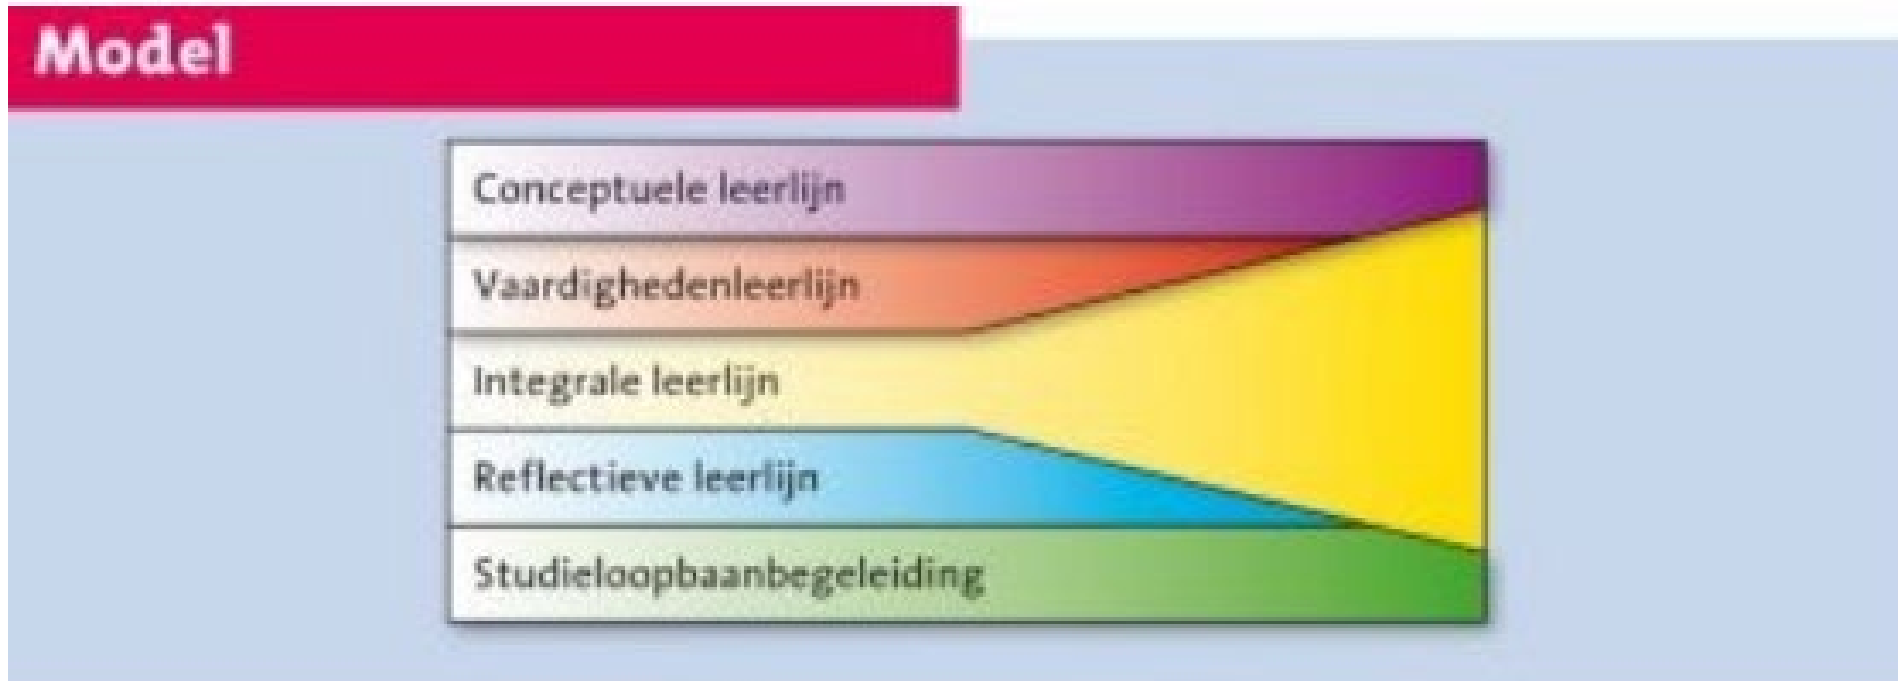 Model
Conceptuele leerlijn
Vaardighedenleerlijn
Integrale leerlijn
Reflectieve leerlijn
Studieloopbaanbegeleiding